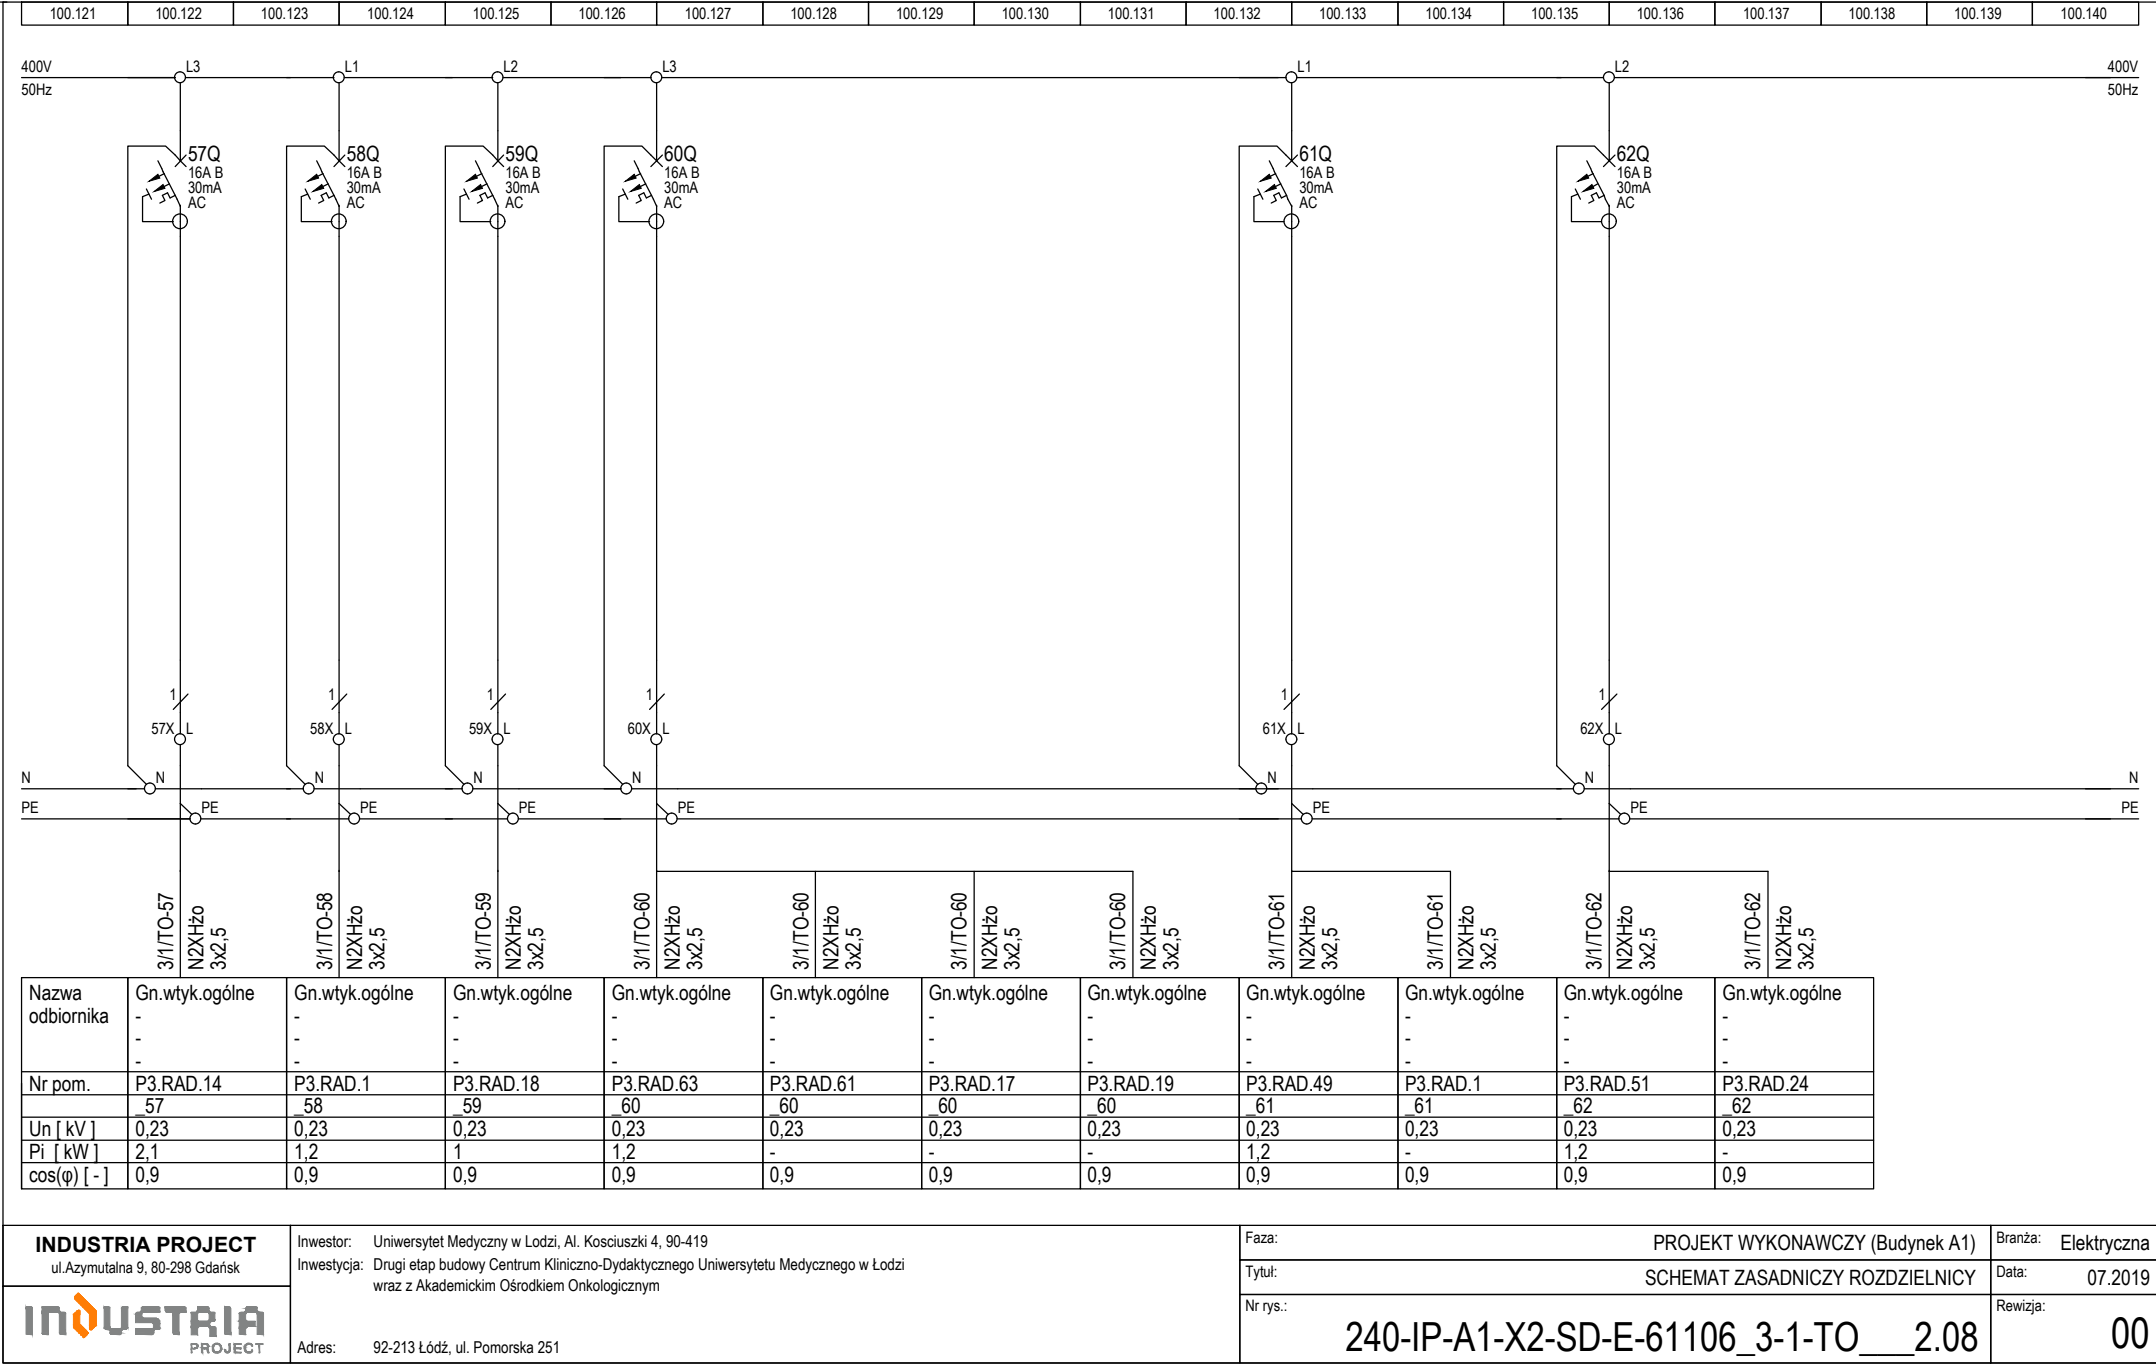 100.121 100.122 100.123 100.124 100.125 100.126 100.127 100.128 100.129 100.130 100.131 100.132 100.133 100.134 100.135 100.136 100.137 100.138 100.139 100.140
400V L3 L1 L2 L3 L1 L2 400V
50Hz 50Hz
57Q 58Q 59Q 60Q 61Q 62Q
16A B 16A B 16A B 16A B 16A B 16A B
30mA 30mA 30mA 30mA 30mA 30mA
AC AC AC AC AC AC
1 1 1 1 1 1
57X L 58X L 59X L 60X L 61X L 62X L
N N N N N N N N
PE PE PE PE PE PE PE PE
3/1/TO-57 N2XHżo 3x2,5
3/1/TO-58 N2XHżo 3x2,5
3/1/TO-59 N2XHżo 3x2,5
3/1/TO-60 N2XHżo 3x2,5
3/1/TO-60 N2XHżo 3x2,5
3/1/TO-60 N2XHżo 3x2,5
3/1/TO-60 N2XHżo 3x2,5
3/1/TO-61 N2XHżo 3x2,5
3/1/TO-61 N2XHżo 3x2,5
3/1/TO-62 N2XHżo 3x2,5
3/1/TO-62 N2XHżo 3x2,5
Nazwa Gn.wtyk.ogólne Gn.wtyk.ogólne Gn.wtyk.ogólne Gn.wtyk.ogólne Gn.wtyk.ogólne Gn.wtyk.ogólne Gn.wtyk.ogólne Gn.wtyk.ogólne Gn.wtyk.ogólne Gn.wtyk.ogólne Gn.wtyk.ogólne
odbiornika - - - - - - - - - - -
- - - - - - - - - - -
- - - - - - - - - - -
Nr pom. P3.RAD.14 P3.RAD.1 P3.RAD.18 P3.RAD.63 P3.RAD.61 P3.RAD.17 P3.RAD.19 P3.RAD.49 P3.RAD.1 P3.RAD.51 P3.RAD.24
_57 _58 _59 _60 _60 _60 _60 _61 _61 _62 _62
Un [ kV ] 0,23 0,23 0,23 0,23 0,23 0,23 0,23 0,23 0,23 0,23 0,23
Pi [ kW ] 2,1 1,2 1 1,2 - - - 1,2 - 1,2 -
cos(φ) [ - ] 0,9 0,9 0,9 0,9 0,9 0,9 0,9 0,9 0,9 0,9 0,9
INDUSTRIA PROJECT
ul.Azymutalna 9, 80-298 Gdańsk
INDUSTRIA
PROJECT
Inwestor: Uniwersytet Medyczny w Lodzi, Al. Kosciuszki 4, 90-419
Inwestycja: Drugi etap budowy Centrum Kliniczno-Dydaktycznego Uniwersytetu Medycznego w Łodzi
wraz z Akademickim Ośrodkiem Onkologicznym
Adres: 92-213 Łódź, ul. Pomorska 251
Faza: PROJEKT WYKONAWCZY (Budynek A1)
Branża: Elektryczna
Tytuł: SCHEMAT ZASADNICZY ROZDZIELNICY
Data: 07.2019
Nr rys.: 240-IP-A1-X2-SD-E-61106_3-1-TO___2.08
Rewizja: 00